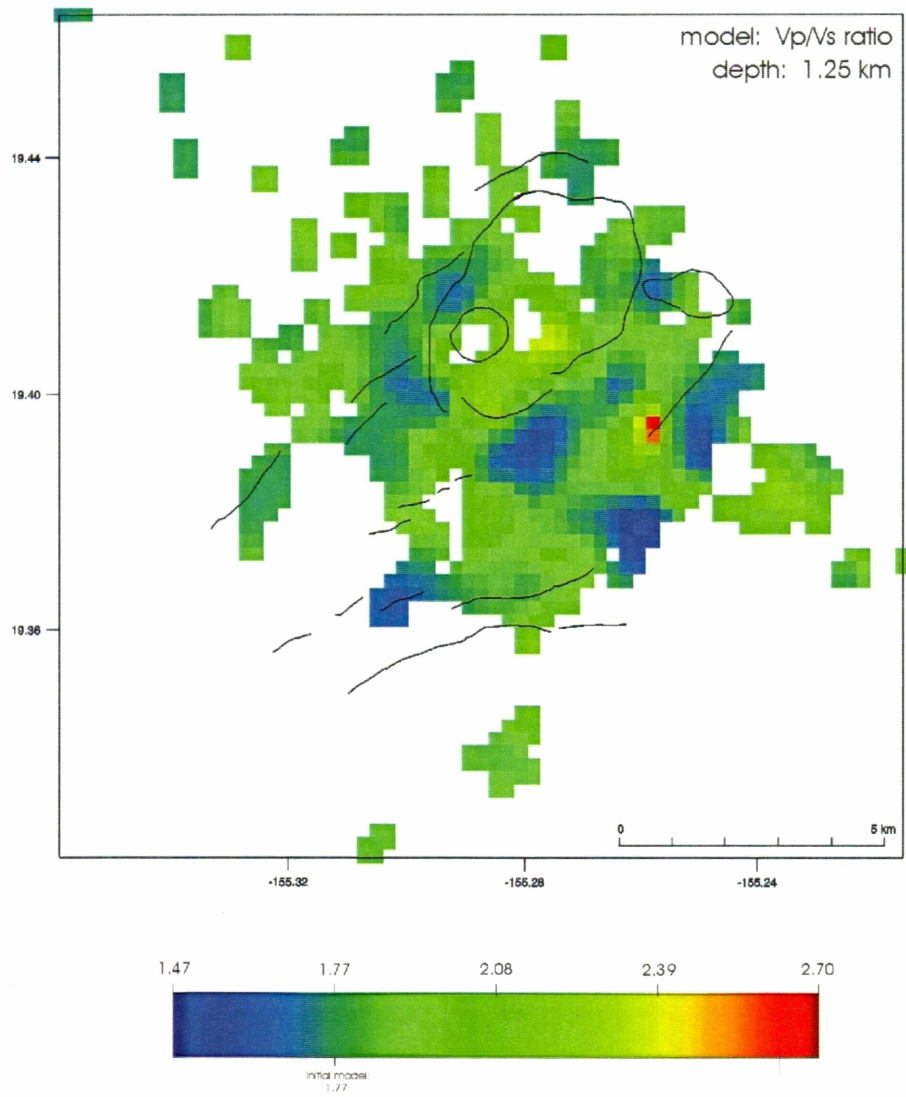 model: Vp/Vs ratio
depth: 1.25 km
19.44
19.40
19.36
0 5 km
-155.32 -155.28 -155.24
1.47 1.77 2.08 2.39 2.70
Initial model:
1.77